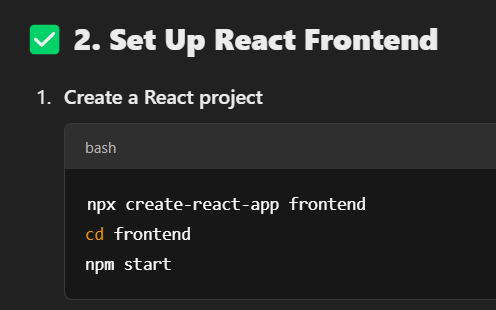 ✅ 2. Set Up React Frontend
1. Create a React project
bash
npx create-react-app frontend
cd frontend
npm start